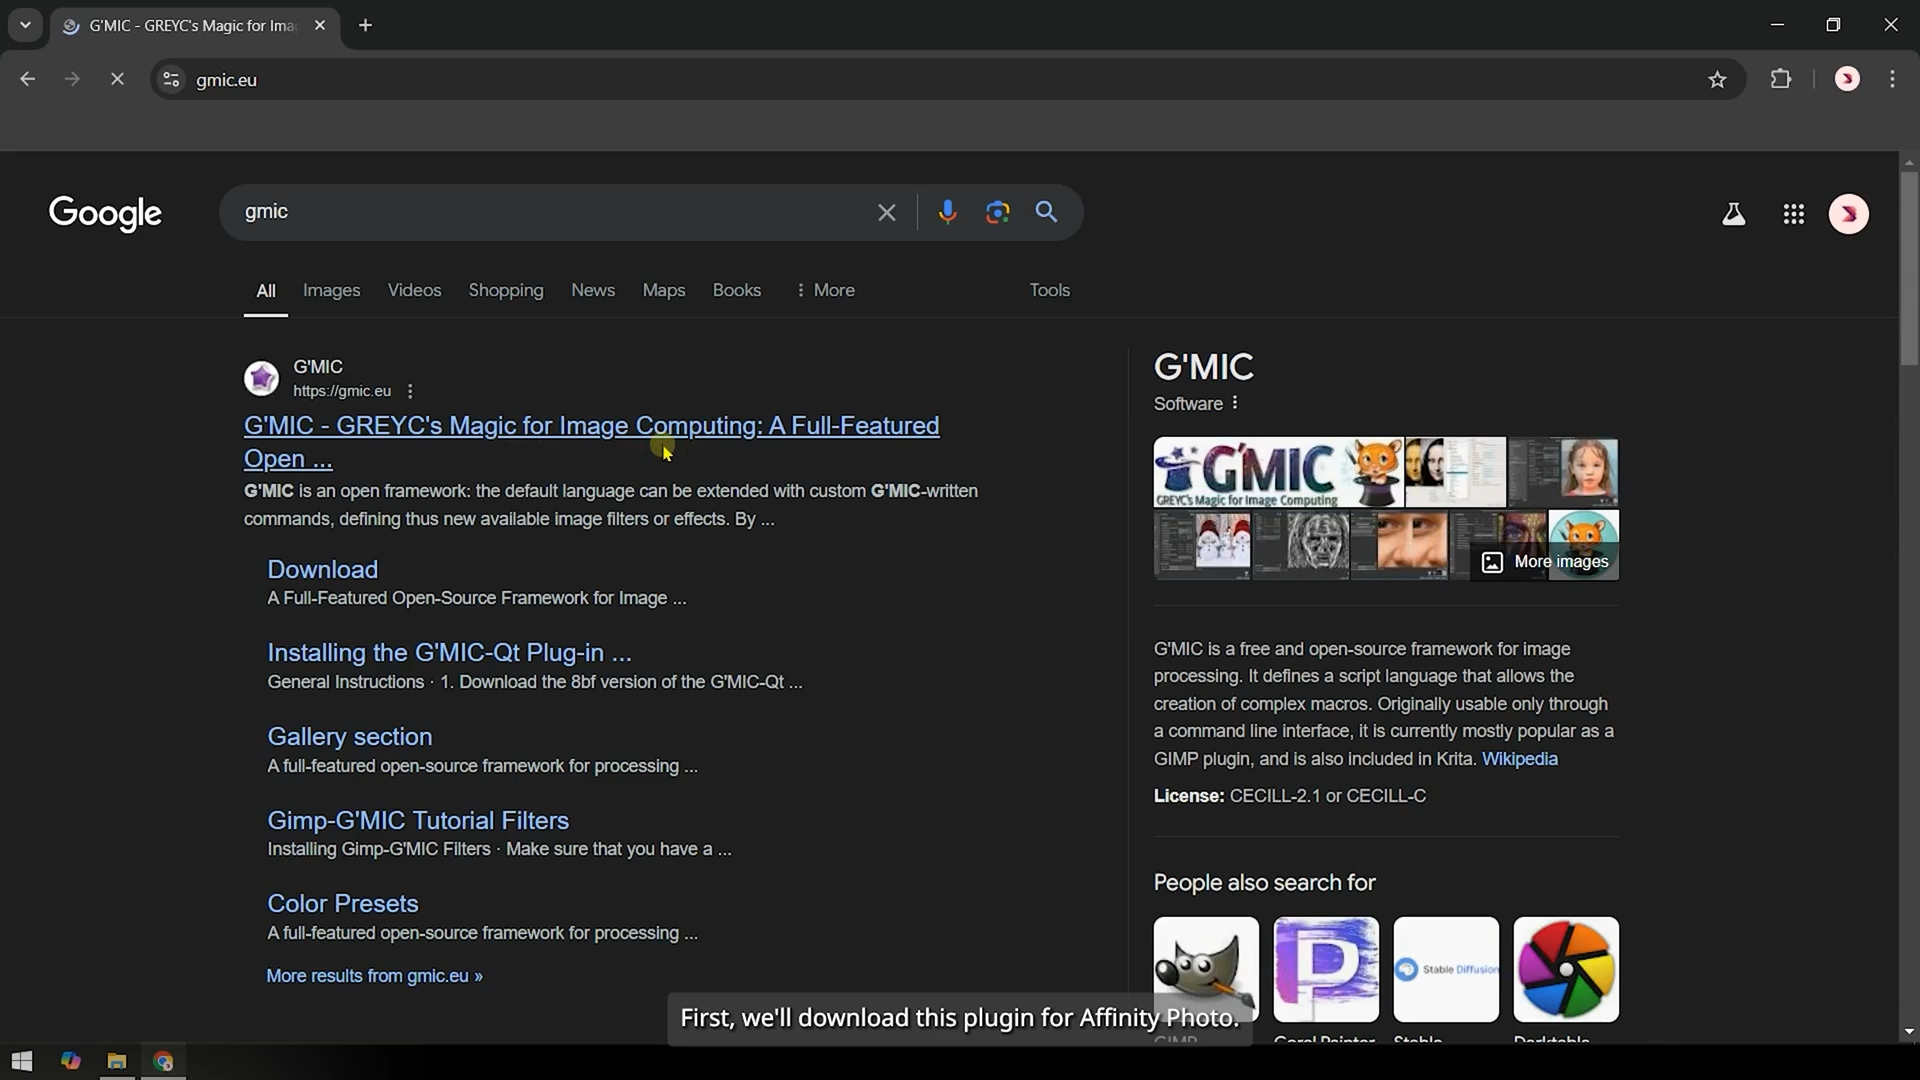 G'MIC - GREYC's Magic for Ima
gmic.eu
Google
gmic
All
Images
Videos
Shopping
News
Maps
Books
More
Tools
G'MIC
https://gmic.eu
G'MIC - GREYC's Magic for Image Computing: A Full-Featured
Open ...
G'MIC is an open framework: the default language can be extended with custom G'MIC-written
commands, defining thus new available image filters or effects. By ...
Download
A Full-Featured Open-Source Framework for Image ...
Installing the G'MIC-Qt Plug-in ...
General Instructions · 1. Download the 8bf version of the G'MIC-Qt ...
Gallery section
A full-featured open-source framework for processing ...
Gimp-G'MIC Tutorial Filters
Installing Gimp-G'MIC Filters · Make sure that you have a ...
Color Presets
A full-featured open-source framework for processing ...
More results from gmic.eu »
G'MIC
Software
G'MIC
GREYC's Magic for Image Computing
More images
G'MIC is a free and open-source framework for image
processing. It defines a script language that allows the
creation of complex macros. Originally usable only through
a command line interface, it is currently mostly popular as a
GIMP plugin, and is also included in Krita. Wikipedia
License: CECILL-2.1 or CECILL-C
People also search for
Stable Diffusion
GIMP
Corel Painter
Stable
Darktable
First, we'll download this plugin for Affinity Photo.